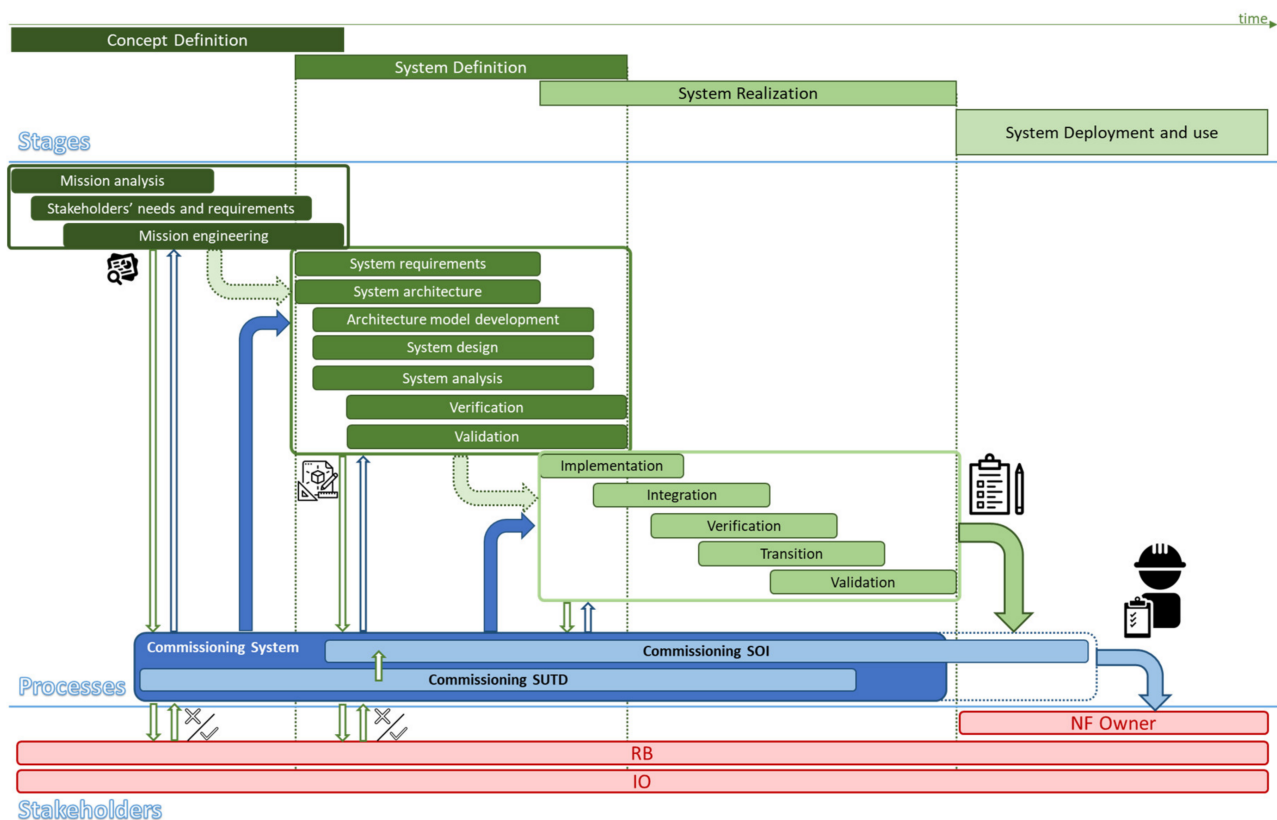 time
Concept Definition
System Definition
System Realization
System Deployment and use
Stages
Mission analysis
Stakeholders' needs and requirements
Mission engineering
System requirements
System architecture
Architecture model development
System design
System analysis
Verification
Validation
Implementation
Integration
Verification
Transition
Validation
Commissioning System
Commissioning SOI
Commissioning SUTD
Processes
NF Owner
RB
IO
Stakeholders